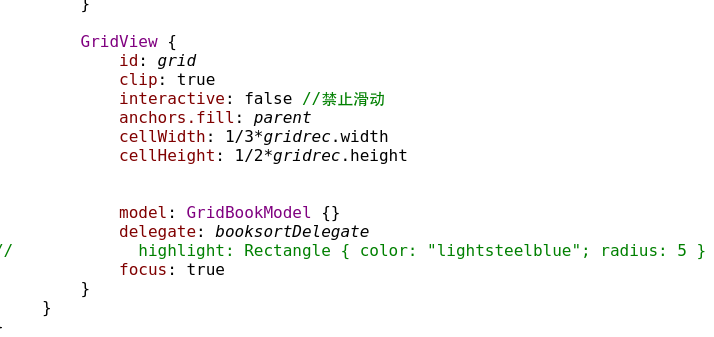 }
GridView {
id: grid
clip: true
interactive: false //禁止滑动
anchors.fill: parent
cellWidth: 1/3*gridrec.width
cellHeight: 1/2*gridrec.height
model: GridBookModel {}
delegate: booksortDelegate
//             highlight: Rectangle { color: "lightsteelblue"; radius: 5 }
focus: true
}
}